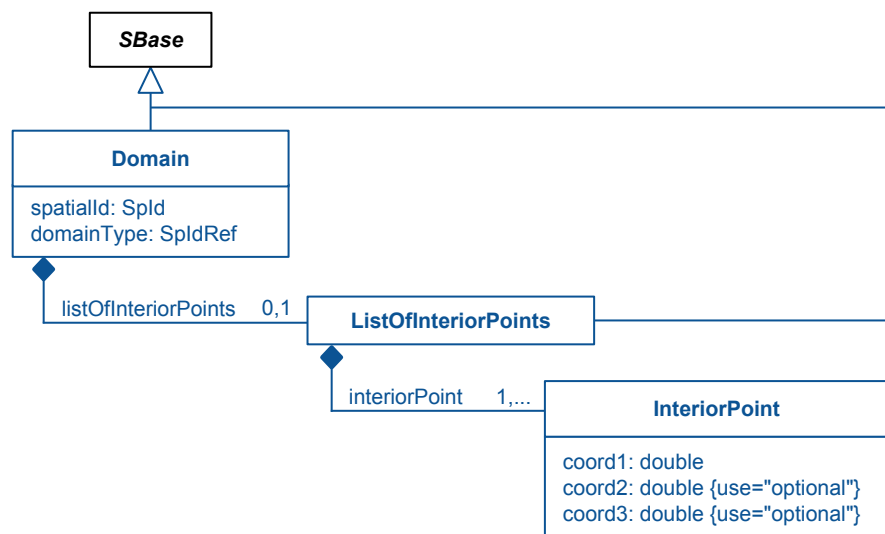 SBase
Domain
spatialId: SpId
domainType: SpIdRef
listOfInteriorPoints 0,1
ListOfInteriorPoints
interiorPoint 1,...
InteriorPoint
coord1: double
coord2: double {use="optional"}
coord3: double {use="optional"}